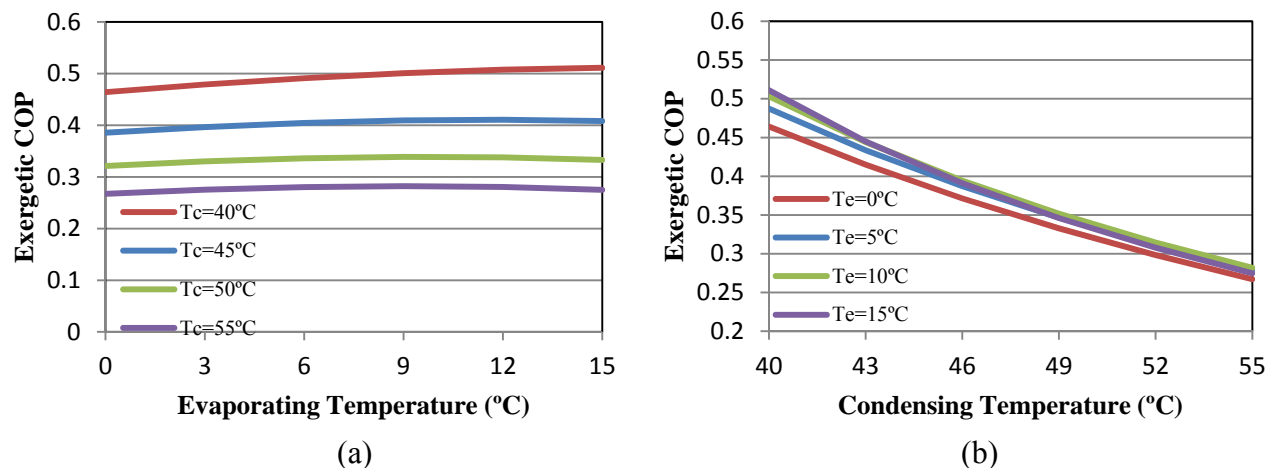 0.6
0.5
0.4
0.3
0.2
0.1
0
Exergetic COP
Tc=40ºC
Tc=45ºC
Tc=50ºC
Tc=55ºC
0 3 6 9 12 15
Evaporating Temperature (ºC)
(a)
0.6
0.55
0.5
0.45
0.4
0.35
0.3
0.25
0.2
Exergetic COP
Te=0ºC
Te=5ºC
Te=10ºC
Te=15ºC
40 43 46 49 52 55
Condensing Temperature (ºC)
(b)